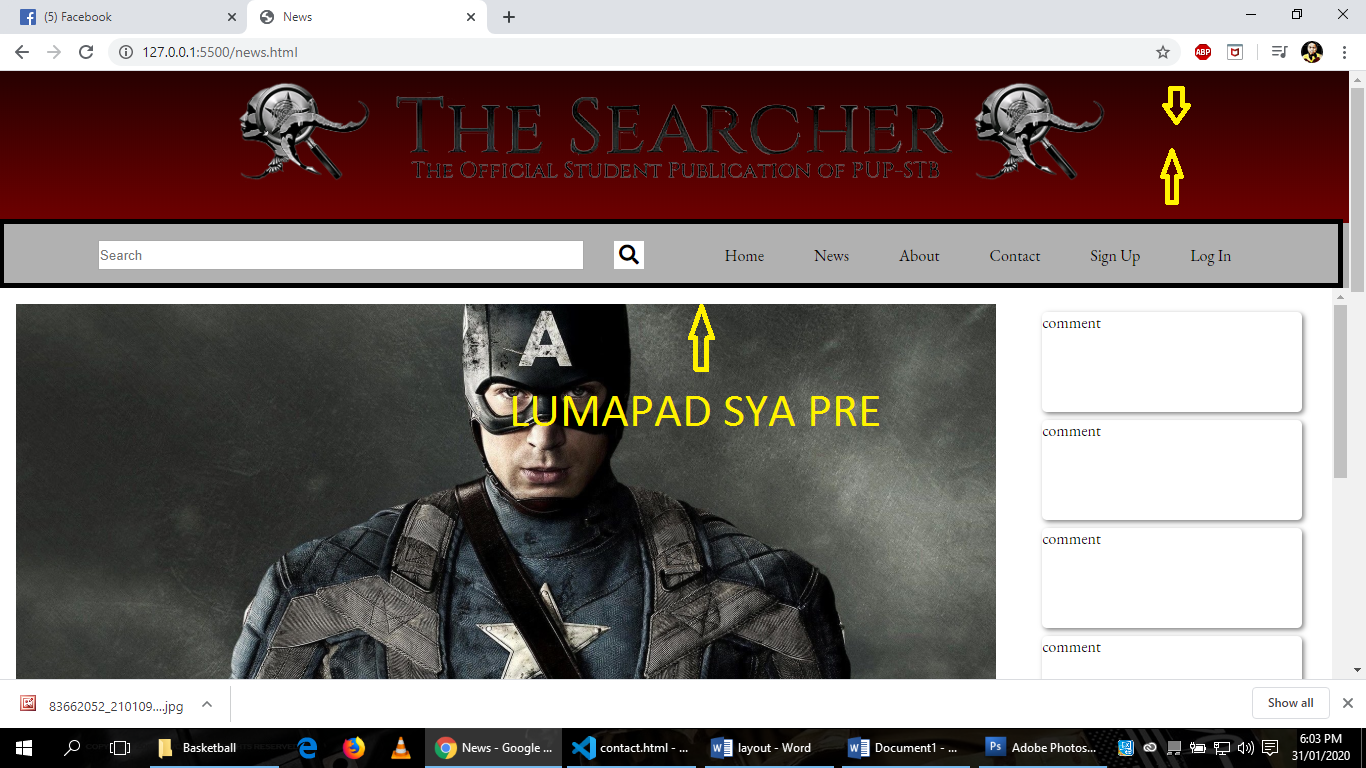 (5) Facebook
News
127.0.0.1:5500/news.html
ABP
THE SEARCHER
THE OFFICIAL STUDENT PUBLICATION OF PUP-STB
Search
Home
News
About
Contact
Sign Up
Log In
A
LUMAPAD SYA PRE
comment
comment
comment
comment
83662052_210109....jpg
Show all
Basketball
News - Google ...
contact.html - ...
layout - Word
Document1 - ...
Adobe Photos...
6:03 PM
31/01/2020